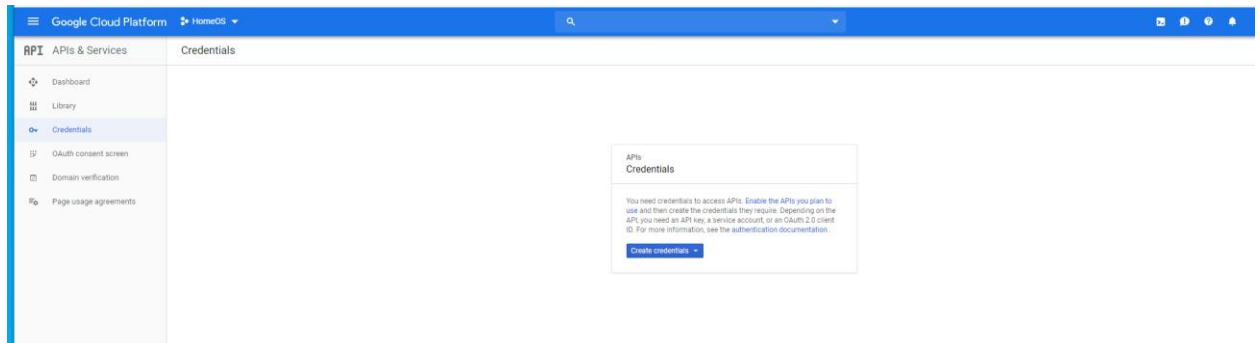 Google Cloud Platform
HomeOS
API APIs & Services
Credentials
Dashboard
Library
Credentials
OAuth consent screen
Domain verification
Page usage agreements
APIs
Credentials
You need credentials to access APIs. Enable the APIs you plan to
use and then create the credentials they require. Depending on the
API, you need an API key, a service account, or an OAuth 2.0 client
ID. For more information, see the authentication documentation .
Create credentials